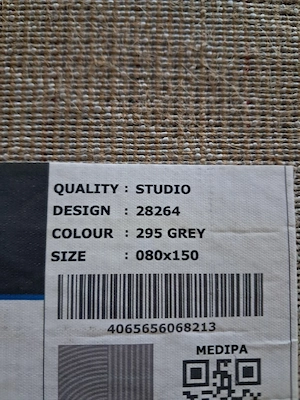 QUALITY : STUDIO
DESIGN : 28264
COLOUR : 295 GREY
SIZE : 080x150
4065656068213
MEDIPA